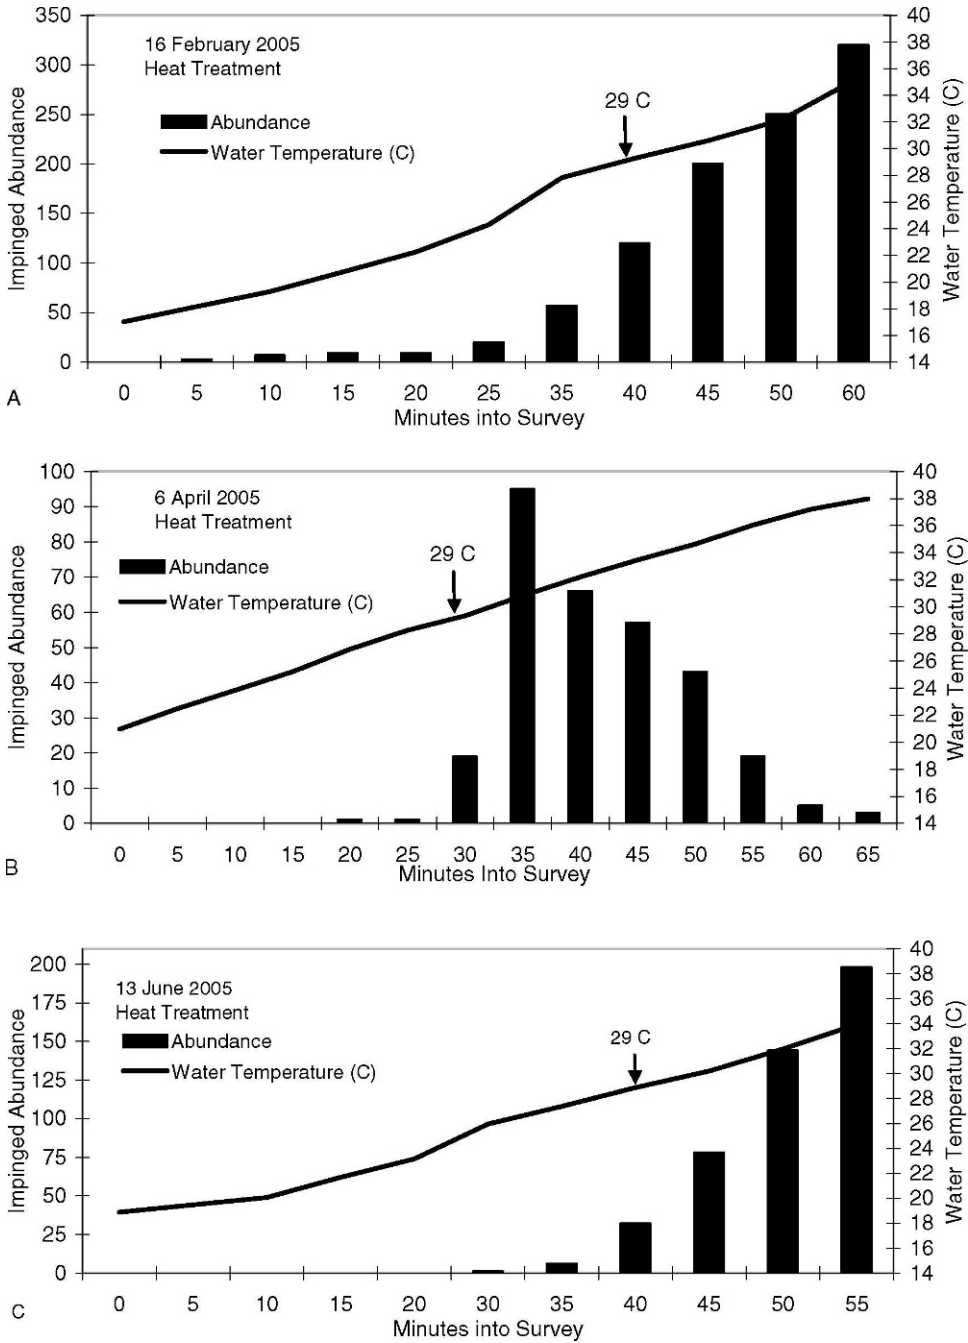 350
300
250
200
150
100
50
0
Impinged Abundance
16 February 2005
Heat Treatment
Abundance
Water Temperature (C)
29 C
40
38
36
34
32
30
28
26
24
22
20
18
16
14
Water Temperature (C)
0 5 10 15 20 25 35 40 45 50 60
Minutes into Survey
A
100
90
80
70
60
50
40
30
20
10
0
Impinged Abundance
6 April 2005
Heat Treatment
Abundance
Water Temperature (C)
29 C
40
38
36
34
32
30
28
26
24
22
20
18
16
14
Water Temperature (C)
0 5 10 15 20 25 30 35 40 45 50 55 60 65
Minutes Into Survey
B
200
175
150
125
100
75
50
25
0
Impinged Abundance
13 June 2005
Heat Treatment
Abundance
Water Temperature (C)
29 C
40
38
36
34
32
30
28
26
24
22
20
18
16
14
Water Temperature (C)
0 5 10 15 20 30 35 40 45 50 55
Minutes into Survey
C